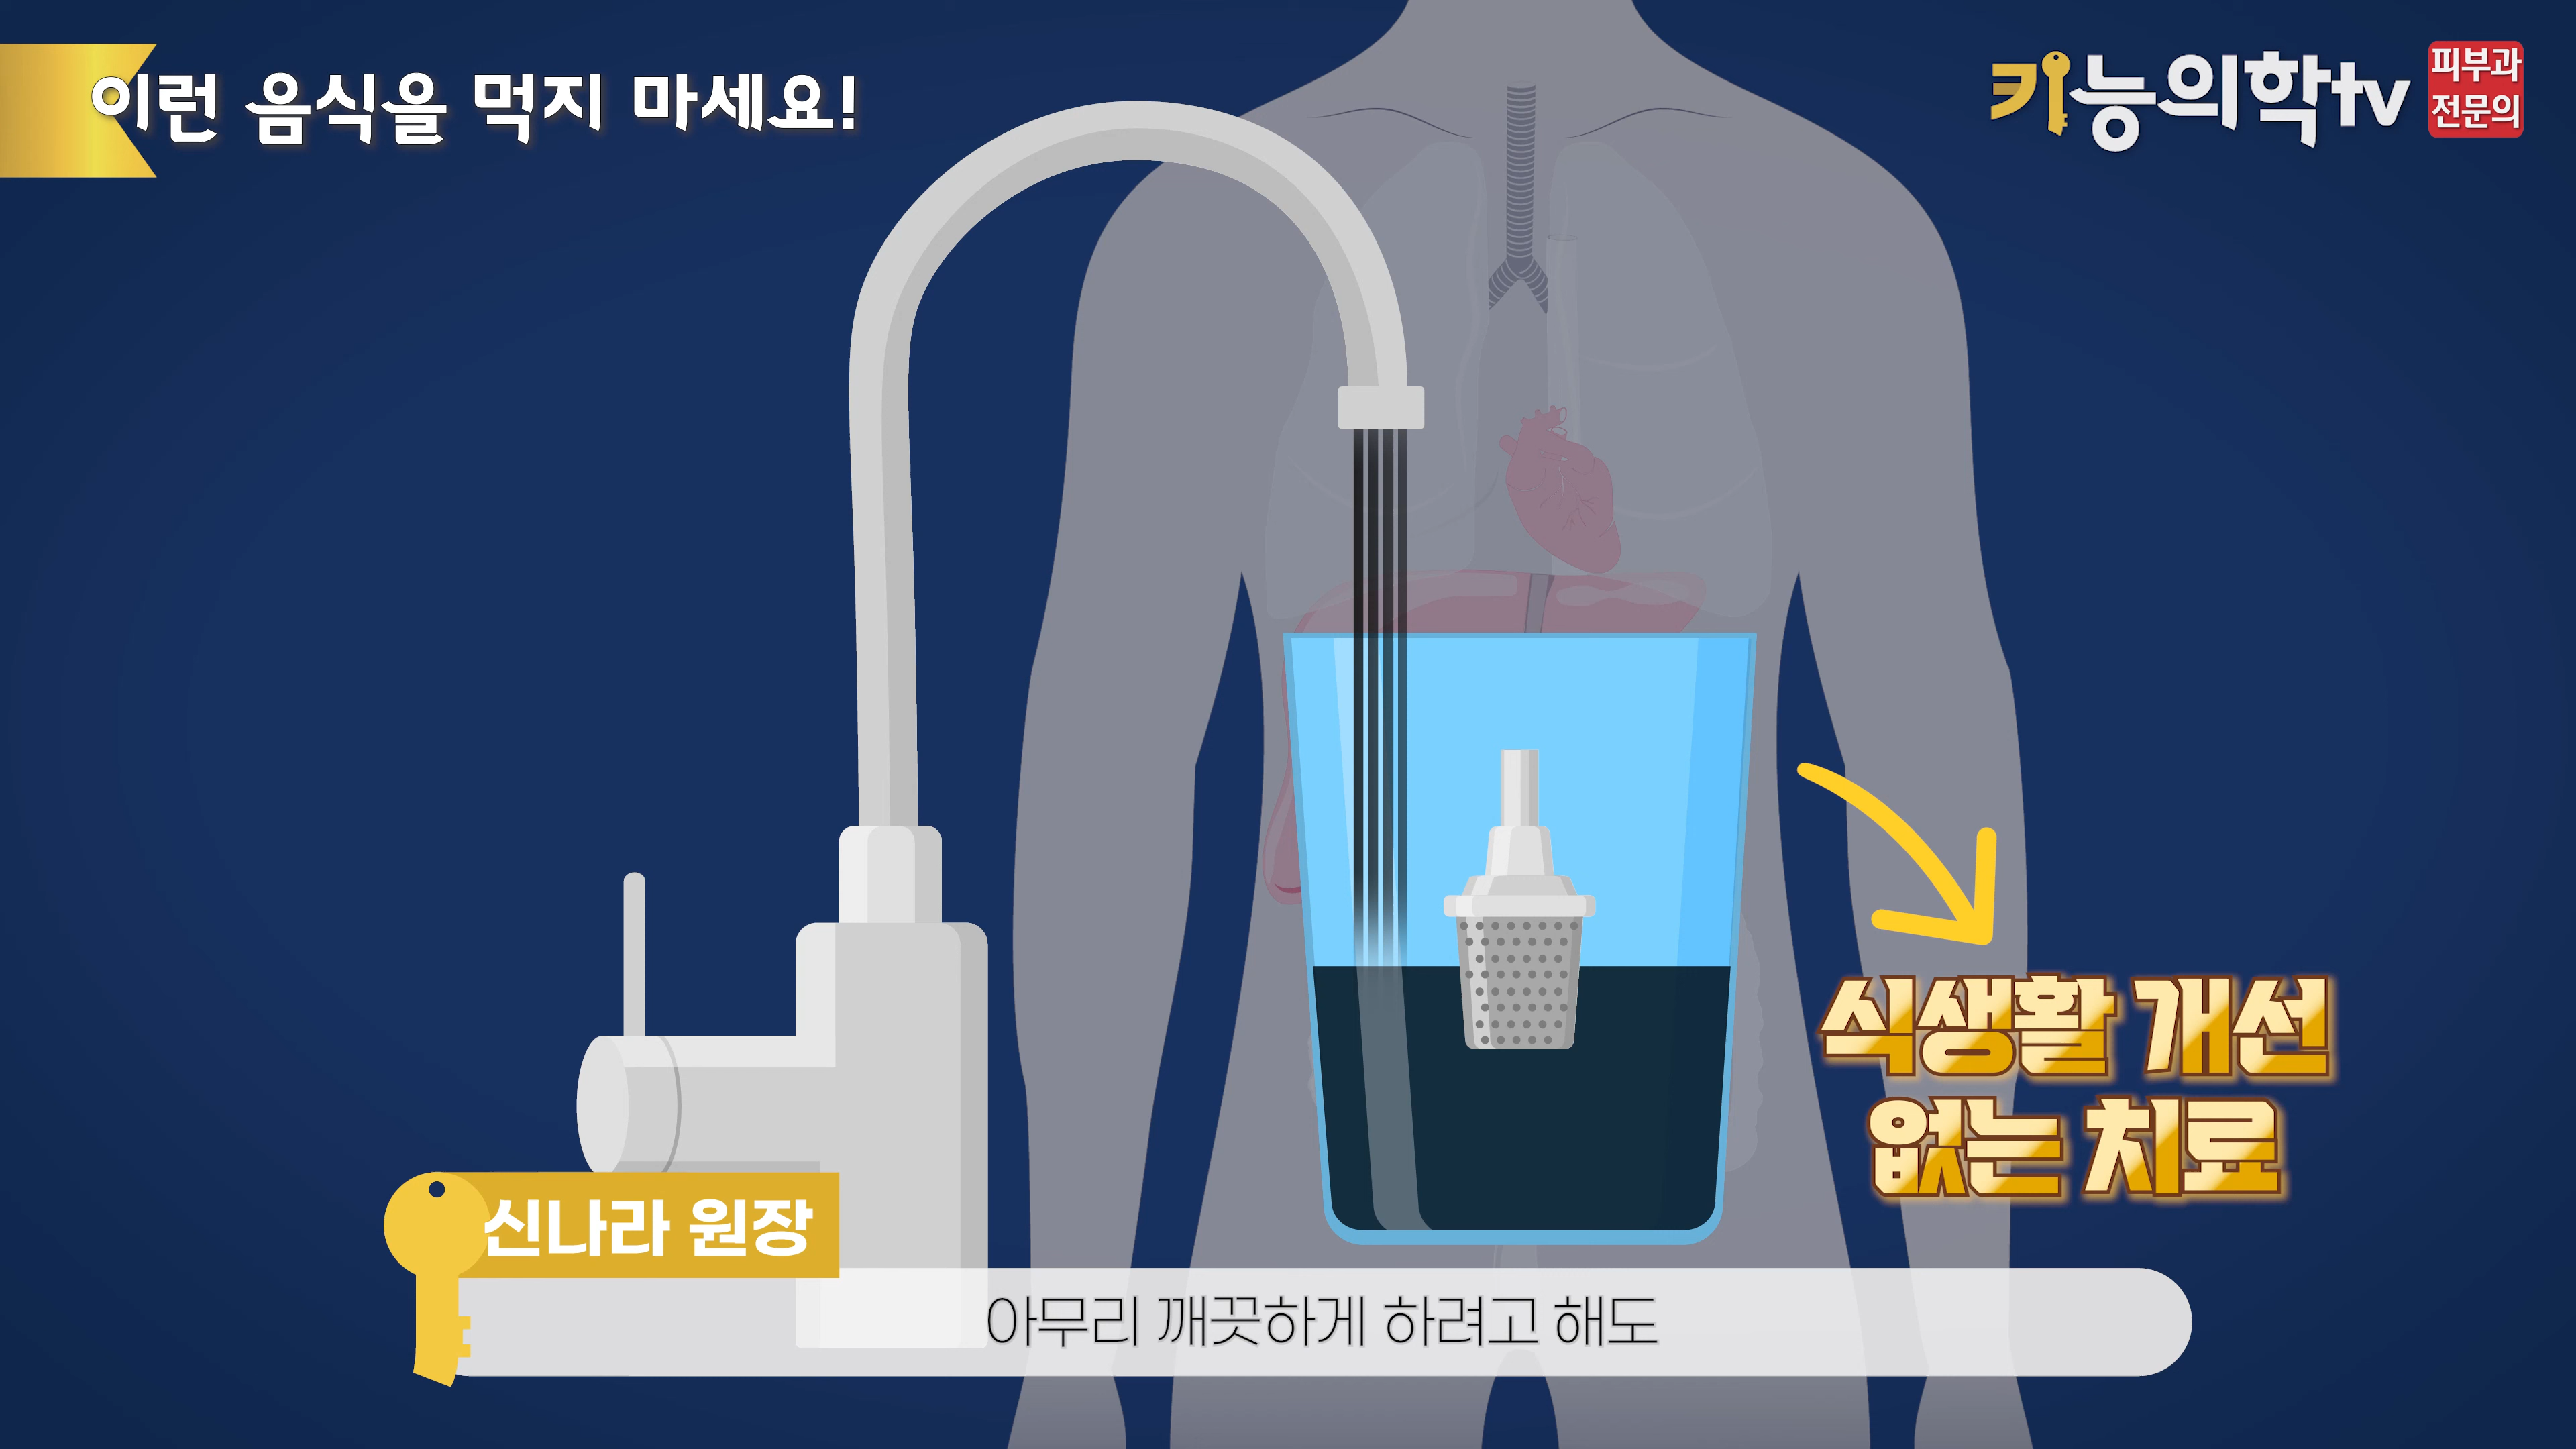 이런 음식을 먹지 마세요!
키능의학tv
피부과
전문의
식생활 개선
없는 치료
신나라 원장
아무리 깨끗하게 하려고 해도